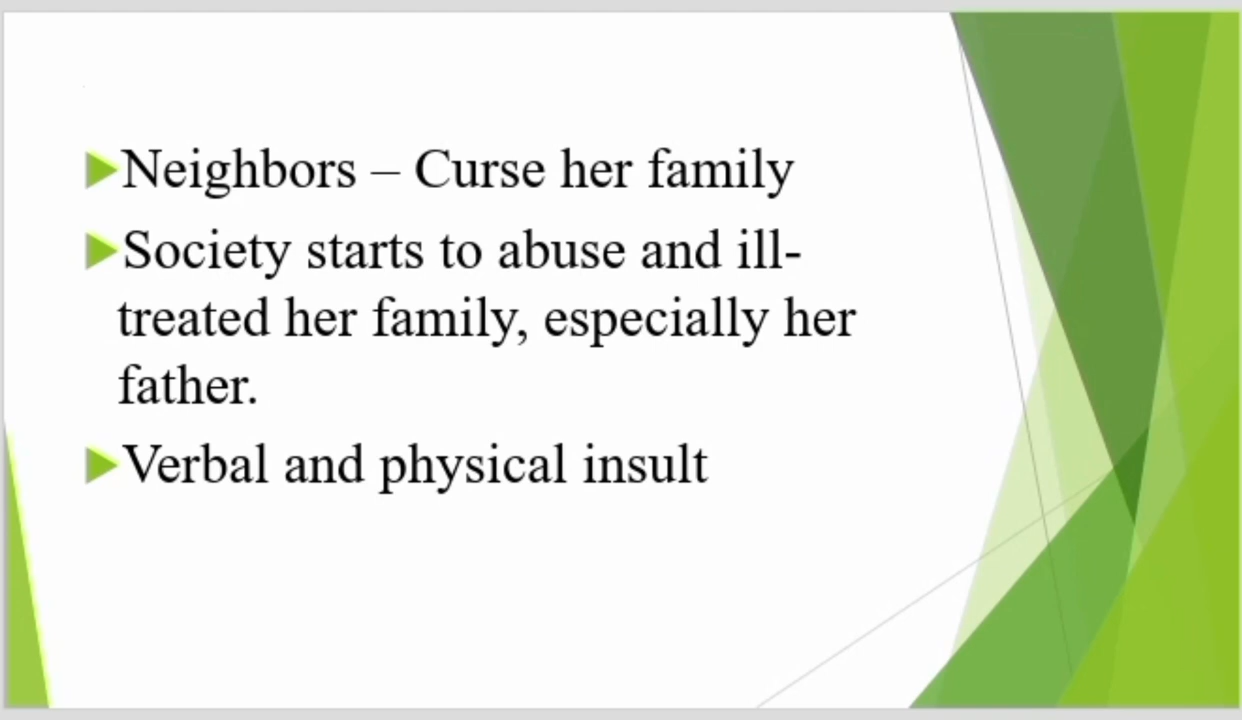 Neighbors – Curse her family
Society starts to abuse and ill-
treated her family, especially her
father.
Verbal and physical insult